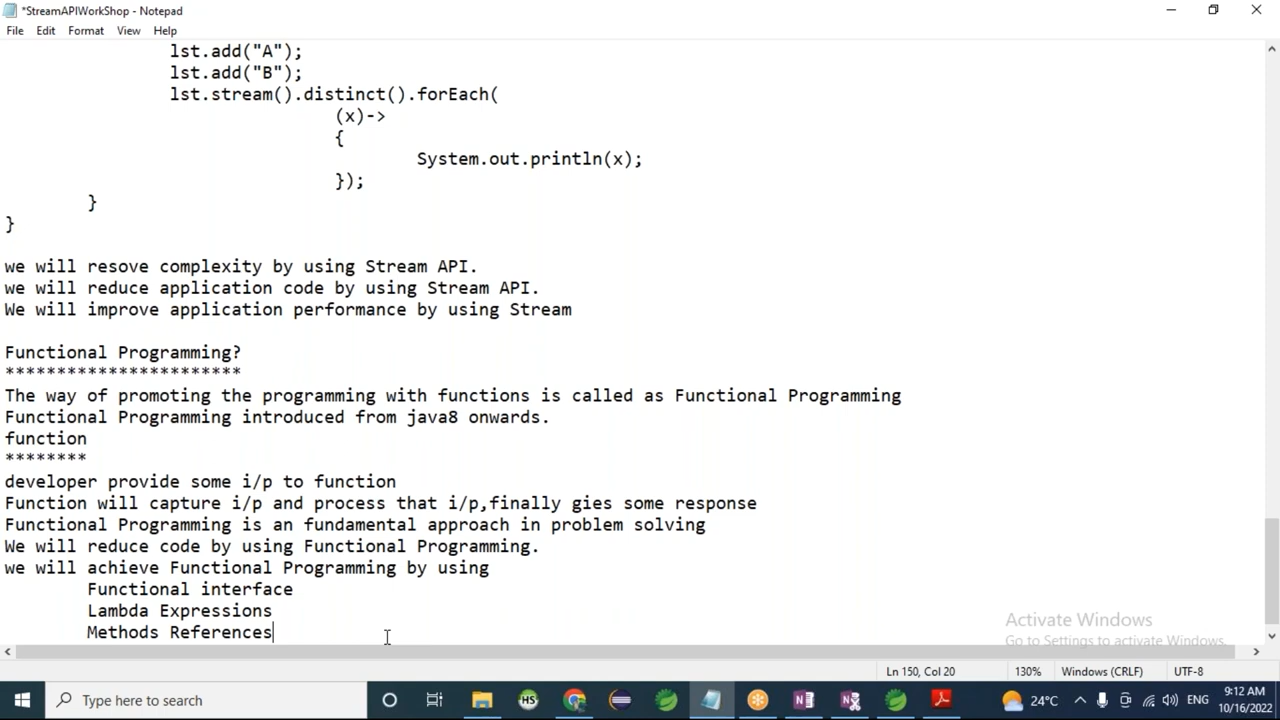 *StreamAPIWorkShop - Notepad
File Edit Format View Help
lst.add("A");
lst.add("B");
lst.stream().distinct().forEach(
(x)->
{
System.out.println(x);
});
}
}
we will resove complexity by using Stream API.
we will reduce application code by using Stream API.
We will improve application performance by using Stream
Functional Programming?
***********************
The way of promoting the programming with functions is called as Functional Programming
Functional Programming introduced from java8 onwards.
function
********
developer provide some i/p to function
Function will capture i/p and process that i/p,finally gies some response
Functional Programming is an fundamental approach in problem solving
We will reduce code by using Functional Programming.
we will achieve Functional Programming by using
Functional interface
Lambda Expressions
Methods References
Activate Windows
Go to Settings to activate Windows.
Ln 150, Col 20 130% Windows (CRLF) UTF-8
Type here to search
HS
24°C
ENG
9:12 AM
10/16/2022